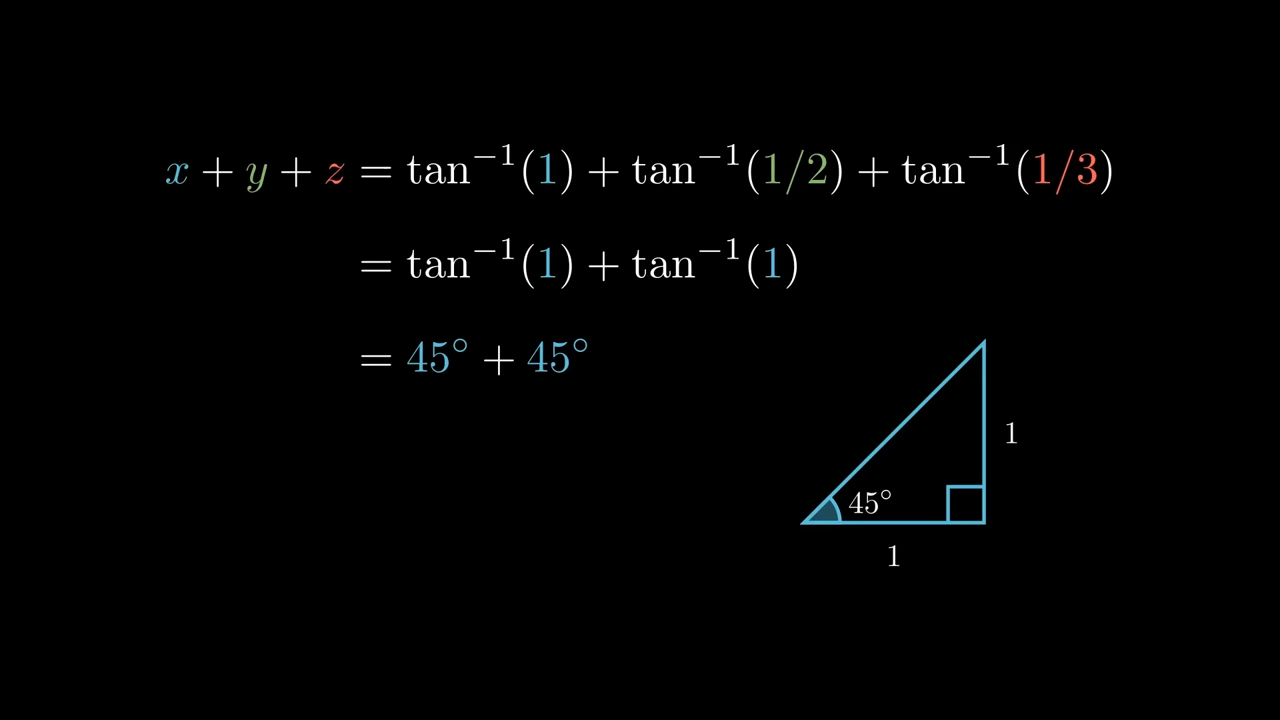 x + y + z = tan⁻¹(1) + tan⁻¹(1/2) + tan⁻¹(1/3)
= tan⁻¹(1) + tan⁻¹(1)
= 45° + 45°
1
45°
1